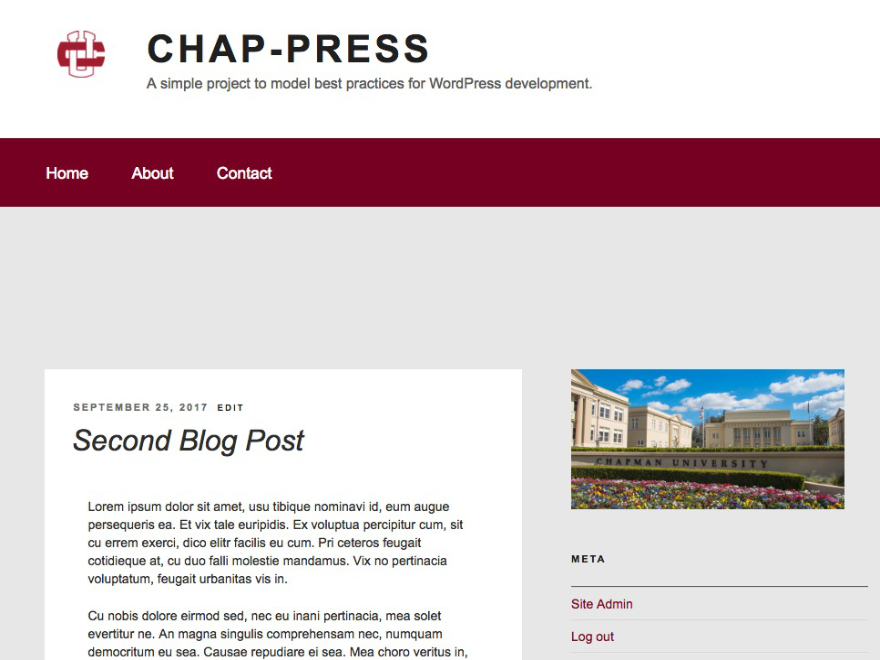 CHAP-PRESS
A simple project to model best practices for WordPress development.
Home About Contact
SEPTEMBER 25, 2017 EDIT
Second Blog Post
Lorem ipsum dolor sit amet, usu tibique nominavi id, eum augue
persequeris ea. Et vix tale euripidis. Ex voluptua percipitur cum, sit
cu errem exerci, dico elitr facilis eu cum. Pri ceteros feugait
cotidieque at, cu duo falli molestie mandamus. Vix no pertinacia
voluptatum, feugait urbanitas vis in.
Cu nobis dolore eirmod sed, nec eu inani pertinacia, mea solet
evertitur ne. An magna singulis comprehensam nec, numquam
democritum eu sea. Causae repudiare ei sea. Mea choro veritus in,
CHAPMAN UNIVERSITY
META
Site Admin
Log out